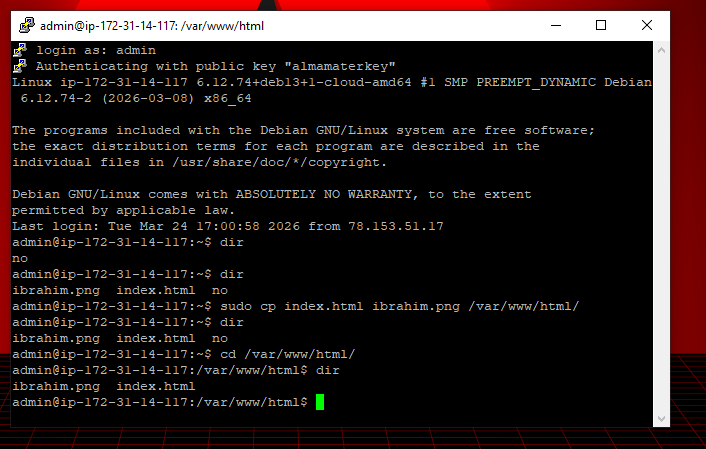 admin@ip-172-31-14-117: /var/www/html
login as: admin
Authenticating with public key "almamaterkey"
Linux ip-172-31-14-117 6.12.74+deb13+1-cloud-amd64 #1 SMP PREEMPT_DYNAMIC Debian
6.12.74-2 (2026-03-08) x86_64
The programs included with the Debian GNU/Linux system are free software;
the exact distribution terms for each program are described in the
individual files in /usr/share/doc/*/copyright.
Debian GNU/Linux comes with ABSOLUTELY NO WARRANTY, to the extent
permitted by applicable law.
Last login: Tue Mar 24 17:00:58 2026 from 78.153.51.17
admin@ip-172-31-14-117:~$ dir
no
admin@ip-172-31-14-117:~$ dir
ibrahim.png  index.html  no
admin@ip-172-31-14-117:~$ sudo cp index.html ibrahim.png /var/www/html/
admin@ip-172-31-14-117:~$ dir
ibrahim.png  index.html  no
admin@ip-172-31-14-117:~$ cd /var/www/html/
admin@ip-172-31-14-117:/var/www/html$ dir
ibrahim.png  index.html
admin@ip-172-31-14-117:/var/www/html$